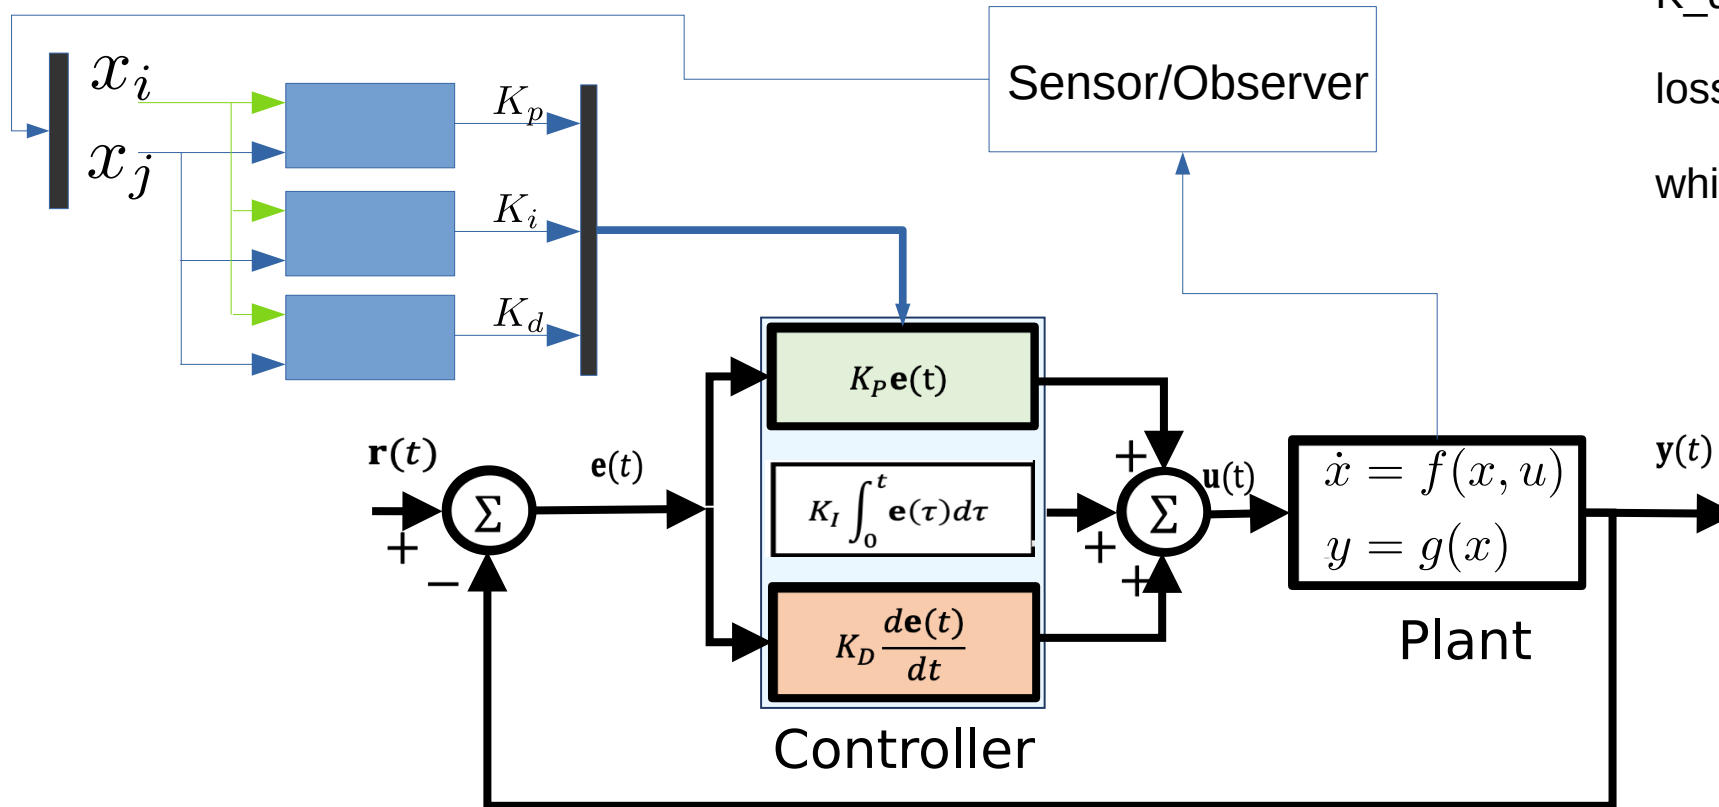 x_i
x_j
K_p
K_i
K_d
Sensor/Observer
loss
whi
r(t)
+
−
Σ
e(t)
K_P e(t)
K_I ∫_0^t e(τ)dτ
K_D de(t)/dt
Controller
+
+
+
Σ
u(t)
ẋ = f(x, u)
y = g(x)
Plant
y(t)